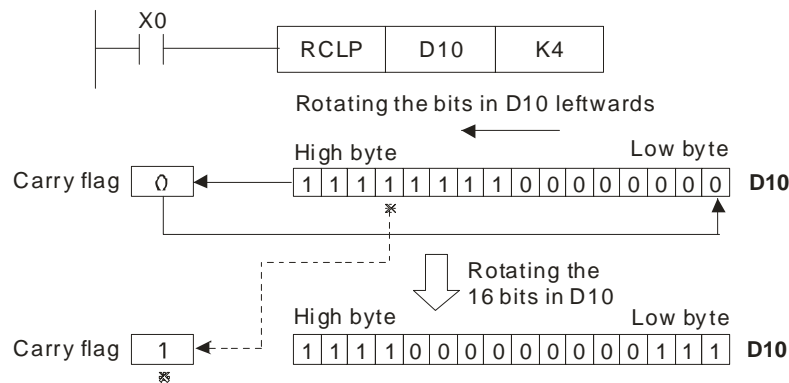 X0
RCLP D10 K4
Rotating the bits in D10 leftwards
High byte Low byte
Carry flag 0 1 1 1 1 1 1 1 1 0 0 0 0 0 0 0 0 D10
Rotating the
16 bits in D10
High byte Low byte
Carry flag 1 1 1 1 1 0 0 0 0 0 0 0 0 0 1 1 1 D10